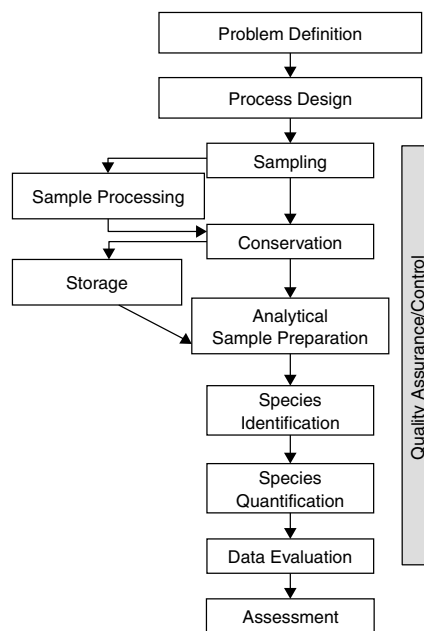 Problem Definition
Process Design
Sampling
Sample Processing
Conservation
Storage
Analytical
Sample Preparation
Species
Identification
Species
Quantification
Data Evaluation
Assessment
Quality Assurance/Control